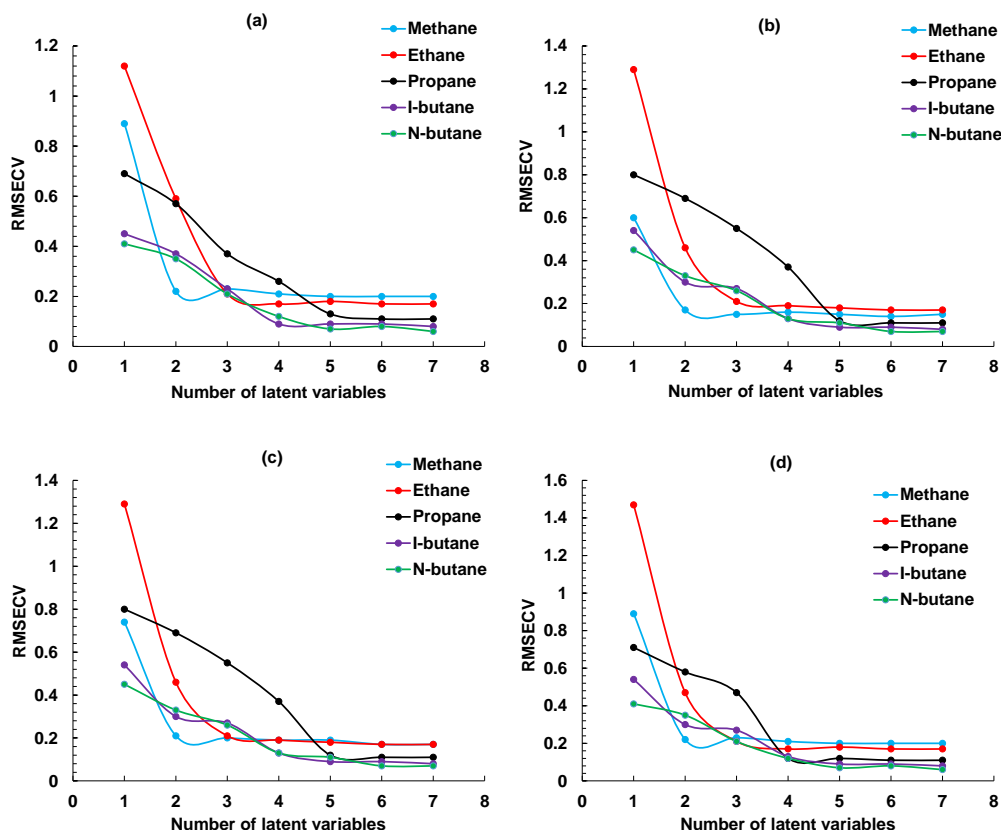 (a)
Methane
Ethane
Propane
I-butane
N-butane
RMSECV
1.2
1
0.8
0.6
0.4
0.2
0
0 1 2 3 4 5 6 7 8
Number of latent variables
(b)
Methane
Ethane
Propane
I-butane
N-butane
RMSECV
1.4
1.2
1
0.8
0.6
0.4
0.2
0
0 1 2 3 4 5 6 7 8
Number of latent variables
(c)
Methane
Ethane
Propane
I-butane
N-butane
RMSECV
1.4
1.2
1
0.8
0.6
0.4
0.2
0
0 1 2 3 4 5 6 7 8
Number of latent variables
(d)
Methane
Ethane
Propane
I-butane
N-butane
RMSECV
1.6
1.4
1.2
1
0.8
0.6
0.4
0.2
0
0 1 2 3 4 5 6 7 8
Number of latent variables